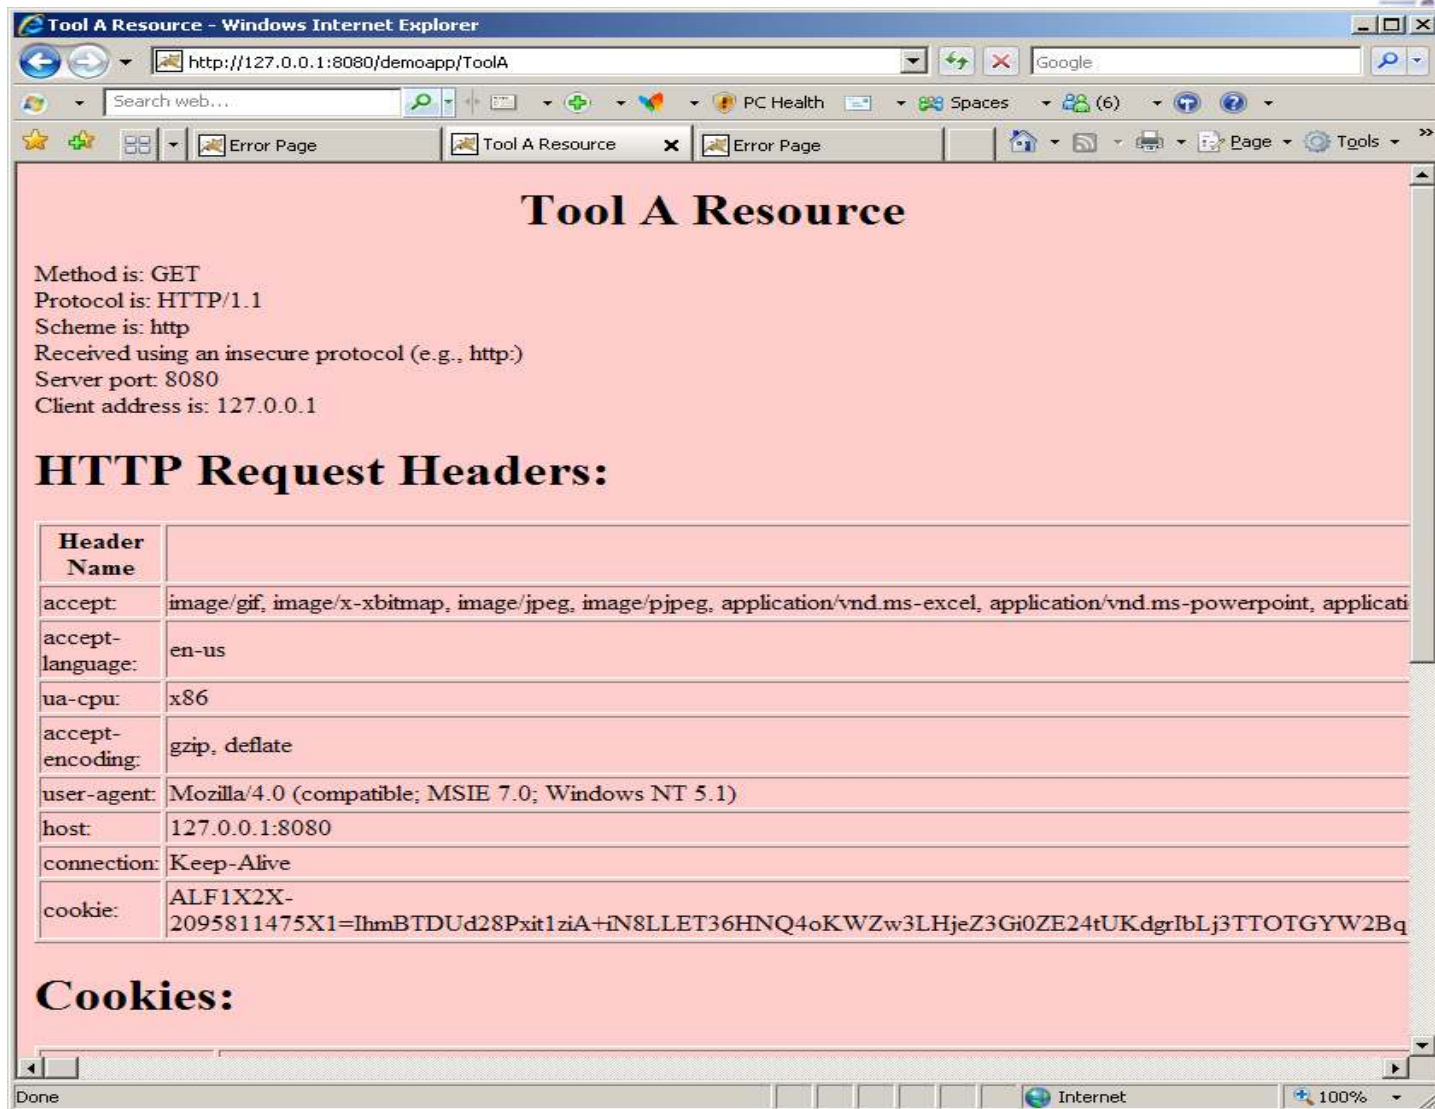 Tool A Resource - Windows Internet Explorer
http://127.0.0.1:8080/demoapp/ToolA
Google
Search web...
PC Health
Spaces
(6)
Error Page
Tool A Resource
Error Page
Page
Tools
»
Tool A Resource
Method is: GET
Protocol is: HTTP/1.1
Scheme is: http
Received using an insecure protocol (e.g., http:)
Server port: 8080
Client address is: 127.0.0.1
HTTP Request Headers:
Header
Name
accept:
image/gif, image/x-xbitmap, image/jpeg, image/pjpeg, application/vnd.ms-excel, application/vnd.ms-powerpoint, applicati
accept-
language:
en-us
ua-cpu:
x86
accept-
encoding:
gzip, deflate
user-agent:
Mozilla/4.0 (compatible; MSIE 7.0; Windows NT 5.1)
host:
127.0.0.1:8080
connection:
Keep-Alive
cookie:
ALF1X2X-
2095811475X1=IhmBTDUd28Pxit1ziA+iN8LLET36HNQ4oKWZw3LHjeZ3Gi0ZE24tUKdgrIbLj3TTOTGYW2Bq
Cookies:
Done
Internet
100%